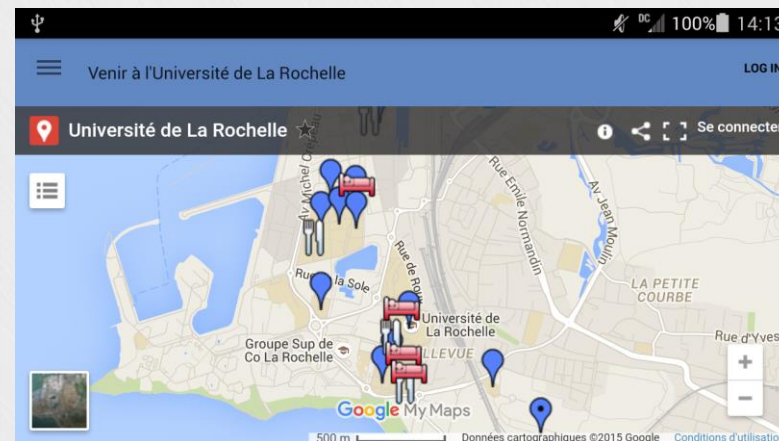 DC 100% 14:13
Venir à l'Université de La Rochelle LOG IN
Université de La Rochelle Se connecter
Av Michel Crépeau
Rue Emile Normandin
Av Jean Moulin
LA PETITE
COURBE
Rue de
Rue la Sole
Université de
La Rochelle
Rue d'Yves
Groupe Sup de
Co La Rochelle
LLEVUE
+
Google My Maps
−
500 m Données cartographiques ©2015 Google Conditions d'utilisatio